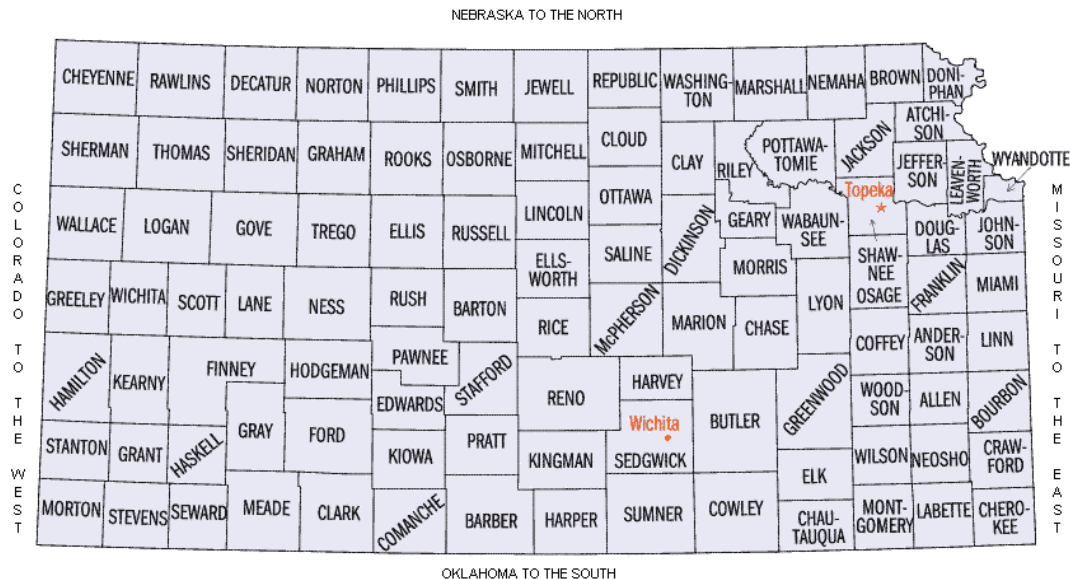 NEBRASKA TO THE NORTH
CHEYENNE
RAWLINS
DECATUR
NORTON
PHILLIPS
SMITH
JEWELL
REPUBLIC
WASHING-
TON
MARSHALL
NEMAHA
BROWN
DONI-
PHAN
SHERMAN
THOMAS
SHERIDAN
GRAHAM
ROOKS
OSBORNE
MITCHELL
CLOUD
CLAY
RILEY
POTTAWA-
TOMIE
JACKSON
ATCHI-
SON
JEFFER-
SON
LEAVEN-
WORTH
WYANDOTTE
Topeka
WALLACE
LOGAN
GOVE
TREGO
ELLIS
RUSSELL
LINCOLN
OTTAWA
DICKINSON
GEARY
WABAUN-
SEE
SHAW-
NEE
DOUG-
LAS
JOHN-
SON
ELLS-
WORTH
SALINE
MORRIS
OSAGE
FRANKLIN
MIAMI
GREELEY
WICHITA
SCOTT
LANE
NESS
RUSH
BARTON
RICE
McPHERSON
MARION
CHASE
LYON
COFFEY
ANDER-
SON
LINN
HAMILTON
KEARNY
FINNEY
HODGEMAN
PAWNEE
STAFFORD
RENO
HARVEY
BUTLER
GREENWOOD
WOOD-
SON
ALLEN
BOURBON
EDWARDS
GRAY
FORD
Wichita
SEDGWICK
STANTON
GRANT
HASKELL
KIOWA
PRATT
KINGMAN
ELK
WILSON
NEOSHO
CRAW-
FORD
MORTON
STEVENS
SEWARD
MEADE
CLARK
COMANCHE
BARBER
HARPER
SUMNER
COWLEY
CHAU-
TAUQUA
MONT-
GOMERY
LABETTE
CHERO-
KEE
COLORADO TO THE WEST
MISSOURI TO THE EAST
OKLAHOMA TO THE SOUTH